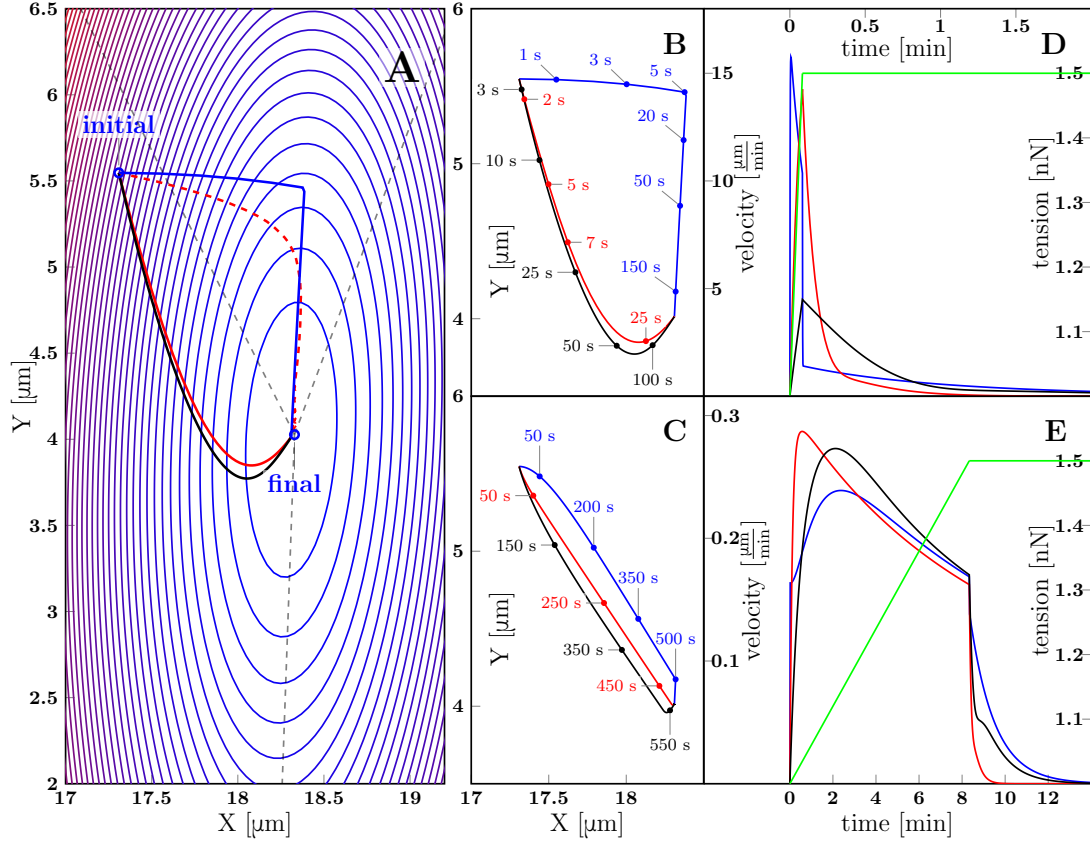 A
initial
final
6.5
6
5.5
5
4.5
4
3.5
3
2.5
2
Y [µm]
17
17.5
18
18.5
19
X [µm]
B
6
5
4
6
Y [µm]
1 s
3 s
5 s
3 s
2 s
20 s
10 s
5 s
50 s
7 s
25 s
150 s
25 s
50 s
100 s
C
5
4
Y [µm]
50 s
50 s
200 s
150 s
350 s
250 s
350 s
500 s
450 s
550 s
17
17.5
18
X [µm]
D
0
1
1.5
time [min]
15
10
5
velocity [µm/min]
1.5
1.4
1.3
1.2
1.1
tension [nN]
E
0.3
0.2
0.1
velocity [µm/min]
1.5
1.4
1.3
1.2
1.1
tension [nN]
0
2
4
6
8
10
12
time [min]